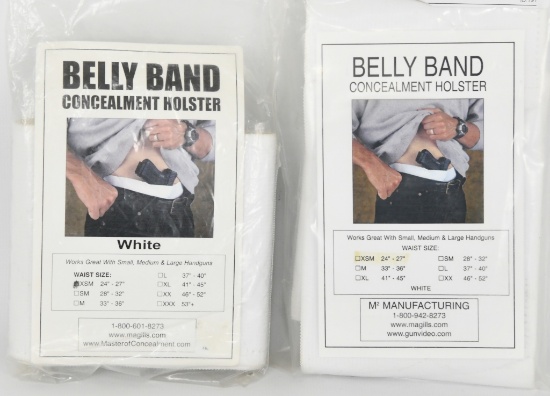 BELLY BAND
CONCEALMENT HOLSTER
White
Works Great With Small, Medium & Large Handguns
WAIST SIZE:
XSM 24" - 27"
SM 28" - 32"
M 33" - 36"
L 37" - 40"
XL 41" - 45"
XX 46" - 52"
XXX 53"+
1-800-601-8273
www.magills.com
www.MasterofConcealment.com
BELLY BAND
CONCEALMENT HOLSTER
Works Great With Small, Medium & Large Handguns
WAIST SIZE:
XSM 24" - 27"
SM 28" - 32"
M 33" - 36"
L 37" - 40"
XL 41" - 45"
XX 46" - 52"
WHITE
MANUFACTURING
1-800-942-8273
www.magills.com
www.gunvideo.com